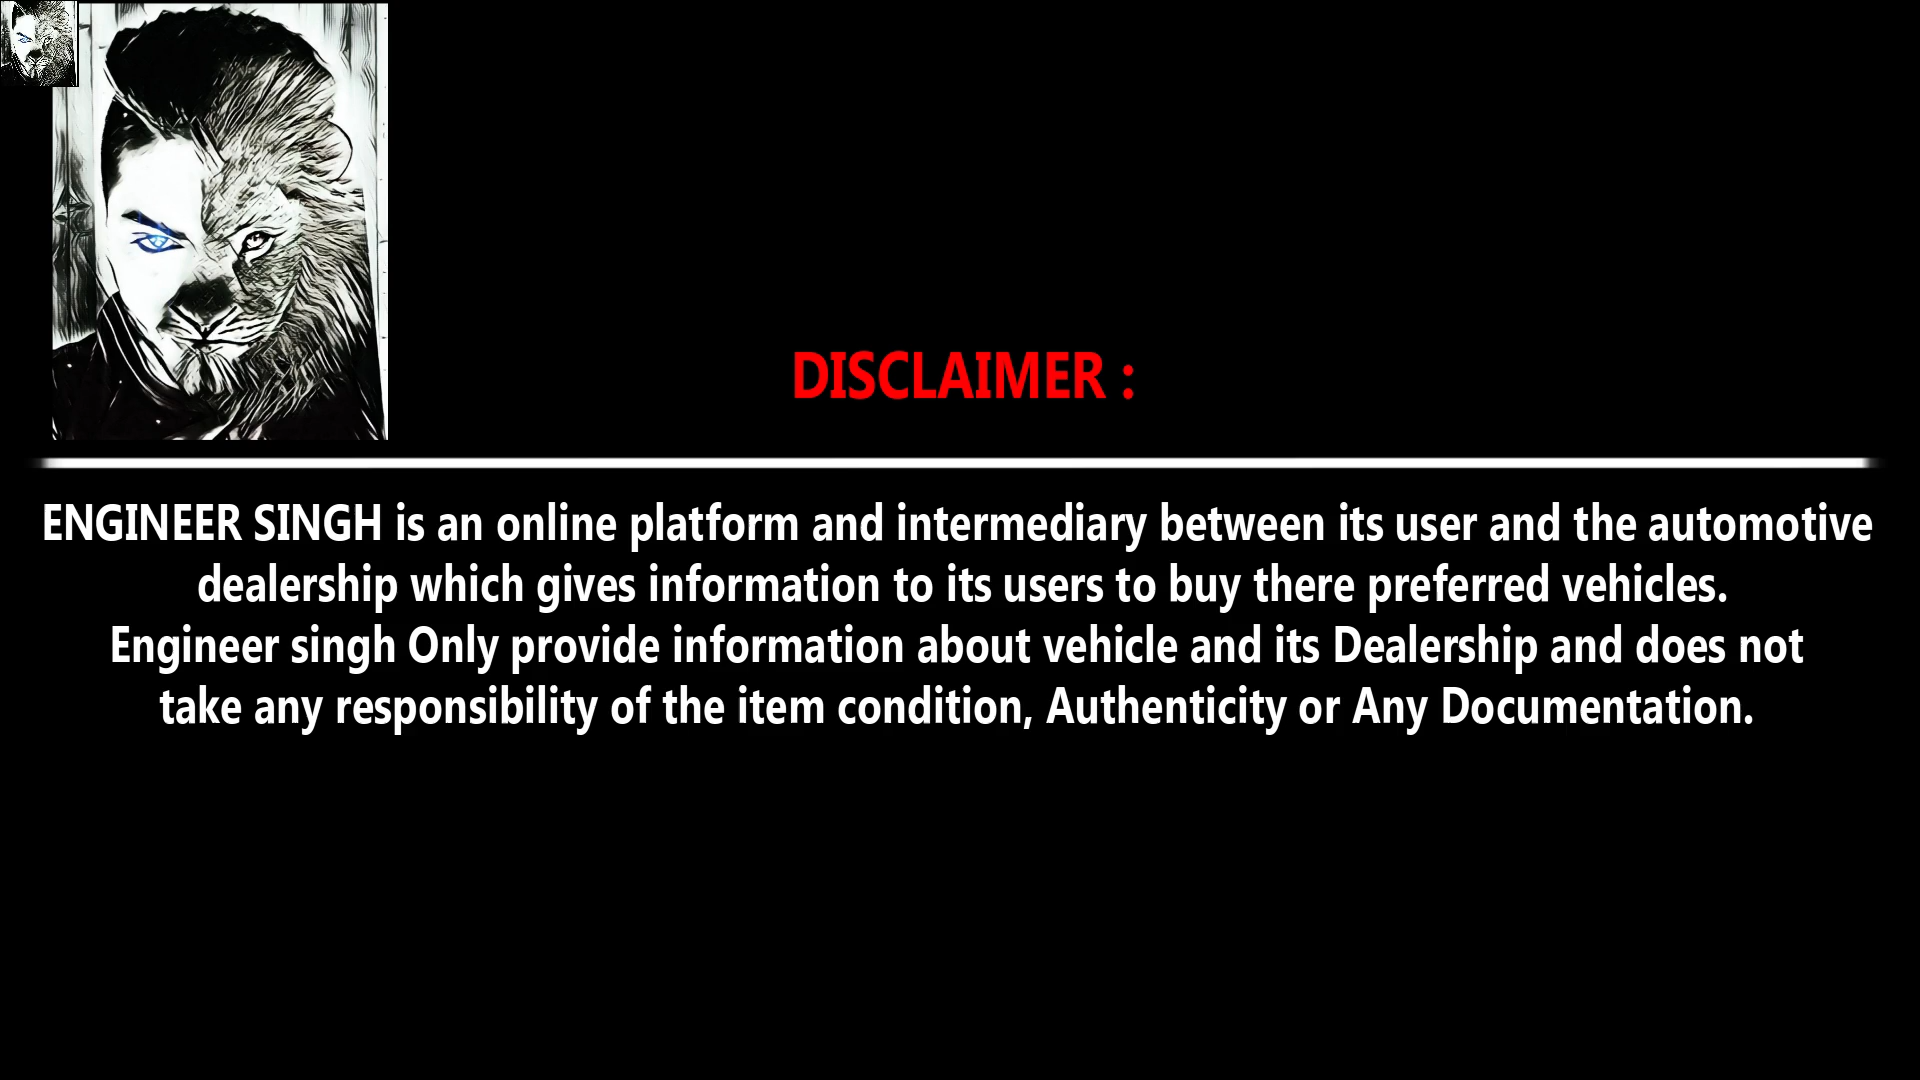 DISCLAIMER :
ENGINEER SINGH is an online platform and intermediary between its user and the automotive
dealership which gives information to its users to buy there preferred vehicles.
Engineer singh Only provide information about vehicle and its Dealership and does not
take any responsibility of the item condition, Authenticity or Any Documentation.